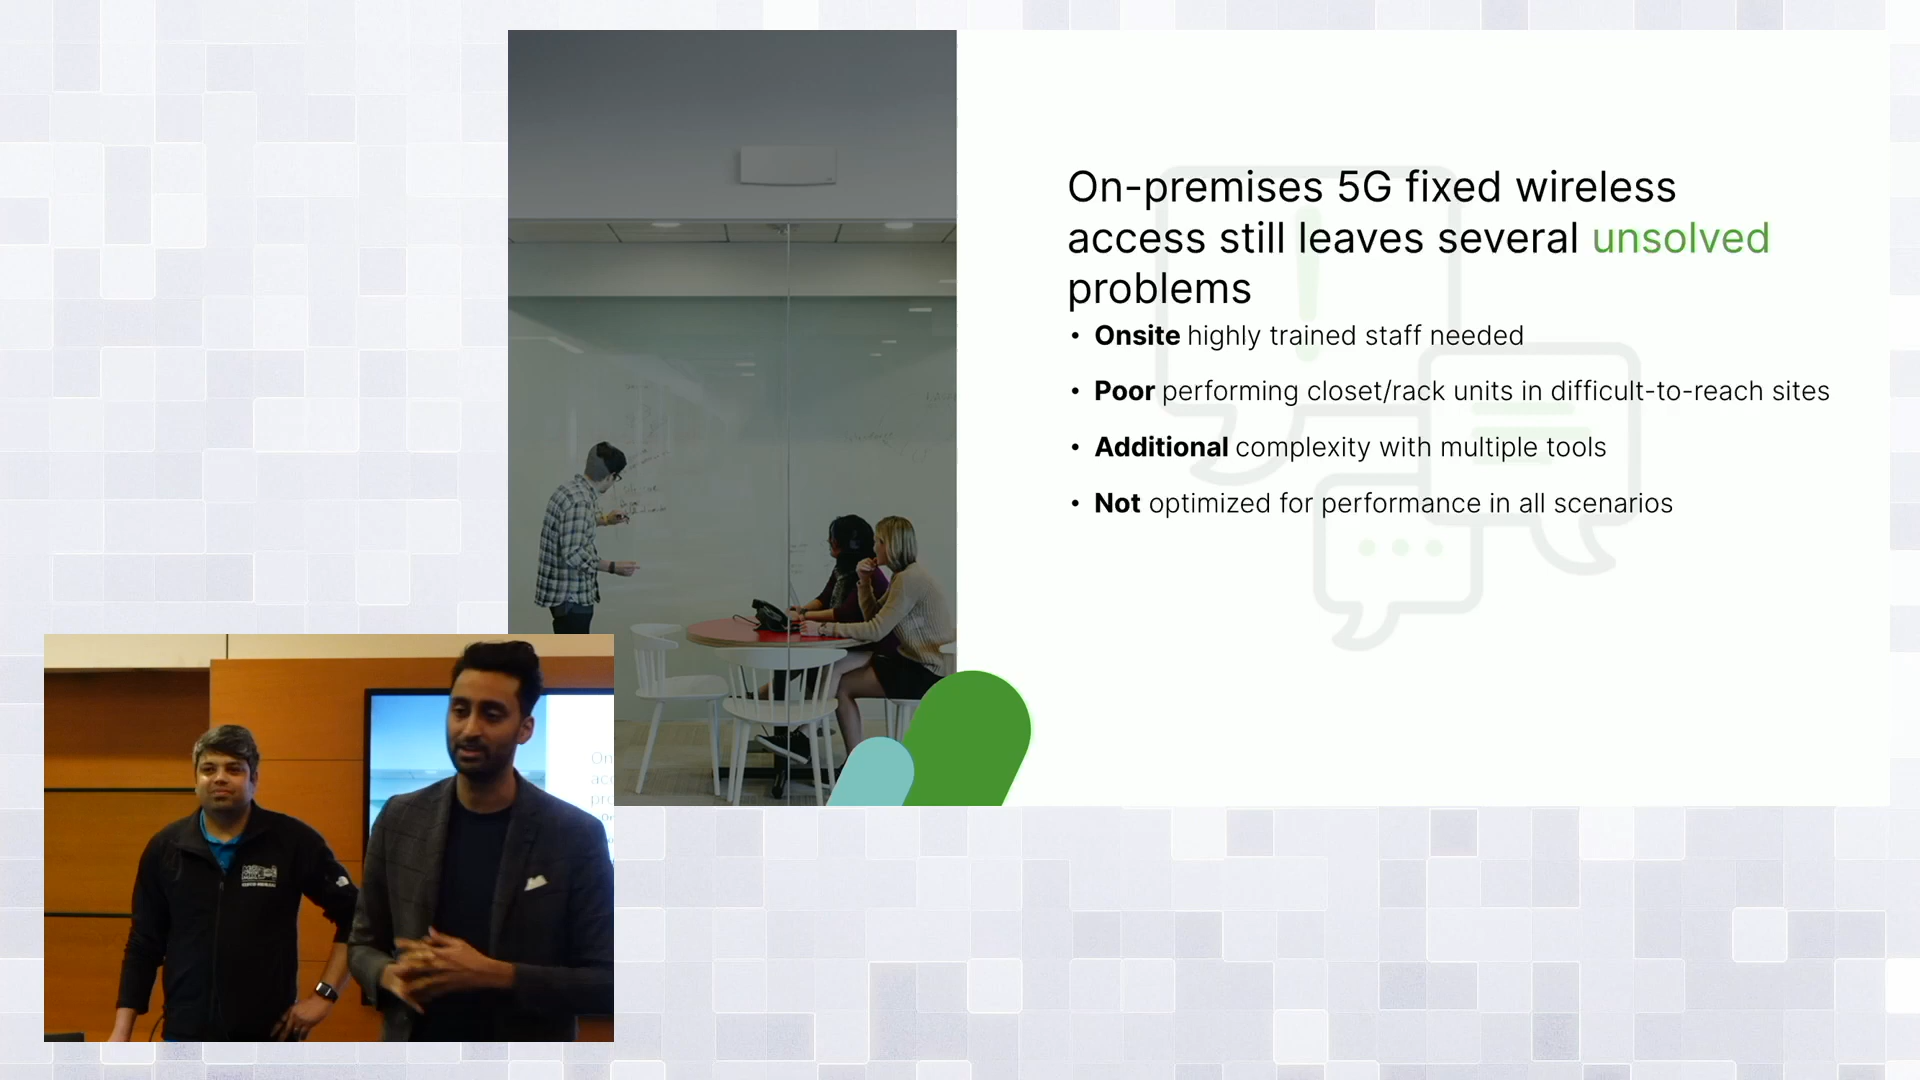 On-premises 5G fixed wireless
access still leaves several unsolved
problems
• Onsite highly trained staff needed
• Poor performing closet/rack units in difficult-to-reach sites
• Additional complexity with multiple tools
• Not optimized for performance in all scenarios